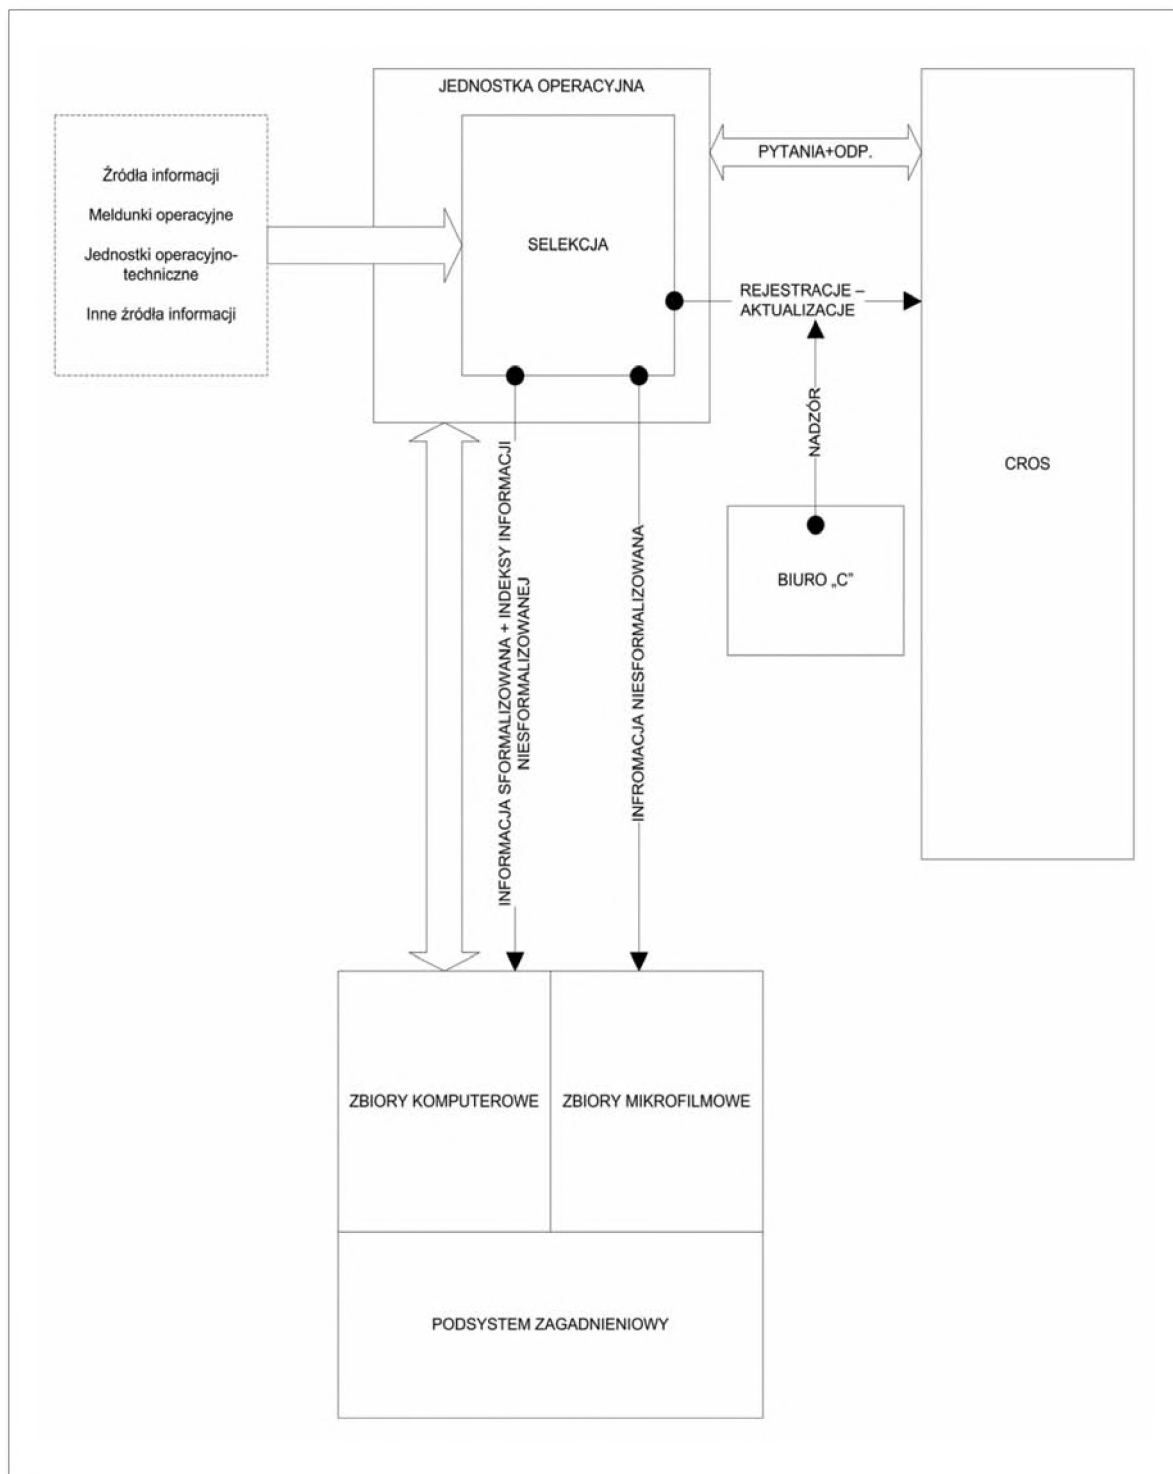 JEDNOSTKA OPERACYJNA
Źródła informacji
Meldunki operacyjne
Jednostki operacyjno-
techniczne
Inne źródła informacji
SELEKCJA
PYTANIA+ODP.
REJESTRACJE –
AKTUALIZACJE
NADZÓR
CROS
BIURO „C”
INFORMACJA SFORMALIZOWANA + INDEKSY INFORMACJI
NIESFORMALIZOWANEJ
INFROMACJA NIESFORMALIZOWANA
ZBIORY KOMPUTEROWE
ZBIORY MIKROFILMOWE
PODSYSTEM ZAGADNIENIOWY